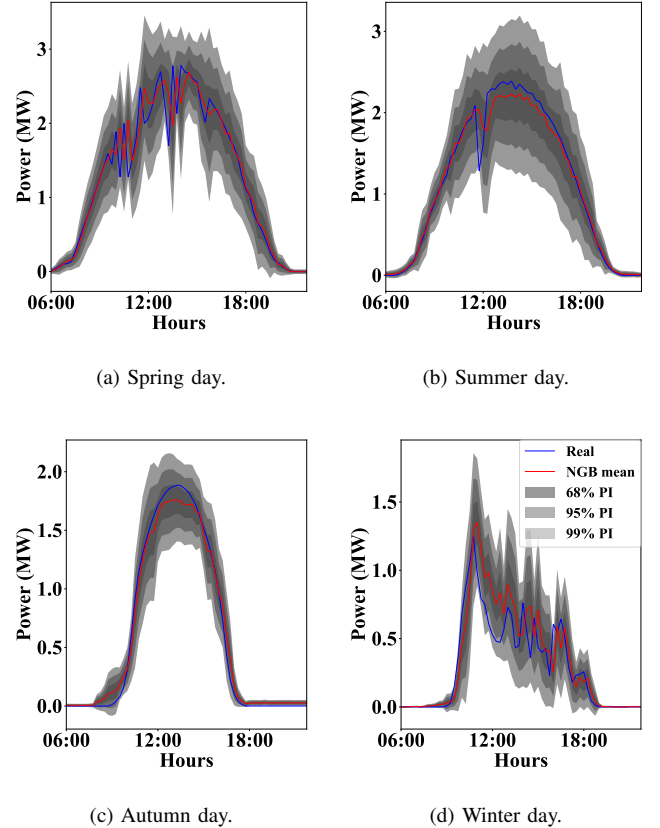 3
2
1
0
Power (MW)
06:00 12:00 18:00
Hours
(a) Spring day.
3
2
1
0
Power (MW)
06:00 12:00 18:00
Hours
(b) Summer day.
2.0
1.5
1.0
0.5
0.0
Power (MW)
06:00 12:00 18:00
Hours
(c) Autumn day.
1.5
1.0
0.5
0.0
Power (MW)
Real
NGB mean
68% PI
95% PI
99% PI
06:00 12:00 18:00
Hours
(d) Winter day.